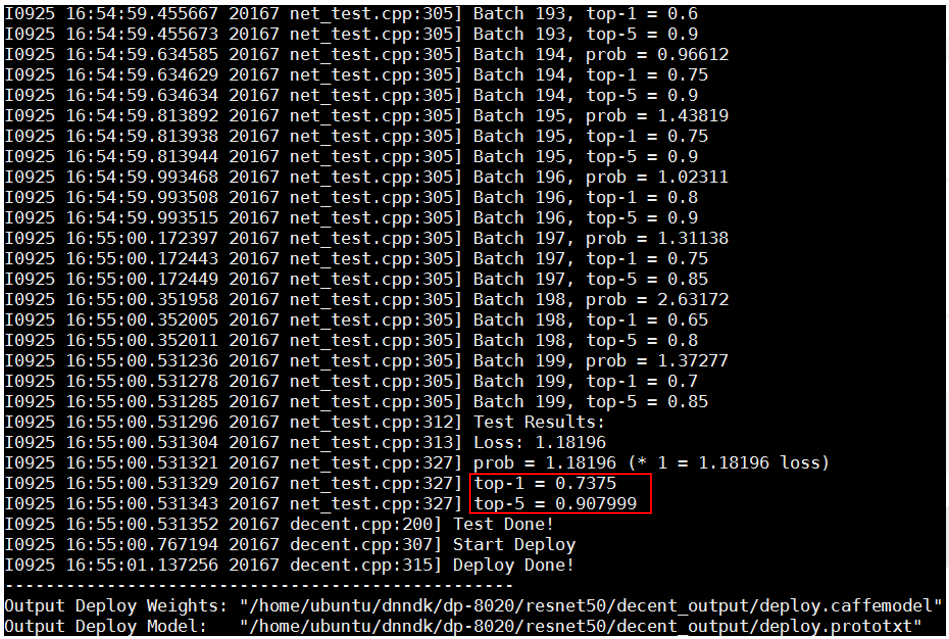 I0925 16:54:59.455667 20167 net_test.cpp:305] Batch 193, top-1 = 0.6
I0925 16:54:59.455673 20167 net_test.cpp:305] Batch 193, top-5 = 0.9
I0925 16:54:59.634585 20167 net_test.cpp:305] Batch 194, prob = 0.96612
I0925 16:54:59.634629 20167 net_test.cpp:305] Batch 194, top-1 = 0.75
I0925 16:54:59.634634 20167 net_test.cpp:305] Batch 194, top-5 = 0.9
I0925 16:54:59.813892 20167 net_test.cpp:305] Batch 195, prob = 1.43819
I0925 16:54:59.813938 20167 net_test.cpp:305] Batch 195, top-1 = 0.75
I0925 16:54:59.813944 20167 net_test.cpp:305] Batch 195, top-5 = 0.9
I0925 16:54:59.993468 20167 net_test.cpp:305] Batch 196, prob = 1.02311
I0925 16:54:59.993508 20167 net_test.cpp:305] Batch 196, top-1 = 0.8
I0925 16:54:59.993515 20167 net_test.cpp:305] Batch 196, top-5 = 0.9
I0925 16:55:00.172397 20167 net_test.cpp:305] Batch 197, prob = 1.31138
I0925 16:55:00.172443 20167 net_test.cpp:305] Batch 197, top-1 = 0.75
I0925 16:55:00.172449 20167 net_test.cpp:305] Batch 197, top-5 = 0.85
I0925 16:55:00.351958 20167 net_test.cpp:305] Batch 198, prob = 2.63172
I0925 16:55:00.352005 20167 net_test.cpp:305] Batch 198, top-1 = 0.65
I0925 16:55:00.352011 20167 net_test.cpp:305] Batch 198, top-5 = 0.8
I0925 16:55:00.531236 20167 net_test.cpp:305] Batch 199, prob = 1.37277
I0925 16:55:00.531278 20167 net_test.cpp:305] Batch 199, top-1 = 0.7
I0925 16:55:00.531285 20167 net_test.cpp:305] Batch 199, top-5 = 0.85
I0925 16:55:00.531296 20167 net_test.cpp:312] Test Results:
I0925 16:55:00.531304 20167 net_test.cpp:313] Loss: 1.18196
I0925 16:55:00.531321 20167 net_test.cpp:327] prob = 1.18196 (* 1 = 1.18196 loss)
I0925 16:55:00.531329 20167 net_test.cpp:327] top-1 = 0.7375
I0925 16:55:00.531343 20167 net_test.cpp:327] top-5 = 0.907999
I0925 16:55:00.531352 20167 decent.cpp:200] Test Done!
I0925 16:55:00.767194 20167 decent.cpp:307] Start Deploy
I0925 16:55:01.137256 20167 decent.cpp:315] Deploy Done!
--------------------------------------------------
Output Deploy Weights: "/home/ubuntu/dnndk/dp-8020/resnet50/decent_output/deploy.caffemodel"
Output Deploy Model:   "/home/ubuntu/dnndk/dp-8020/resnet50/decent_output/deploy.prototxt"